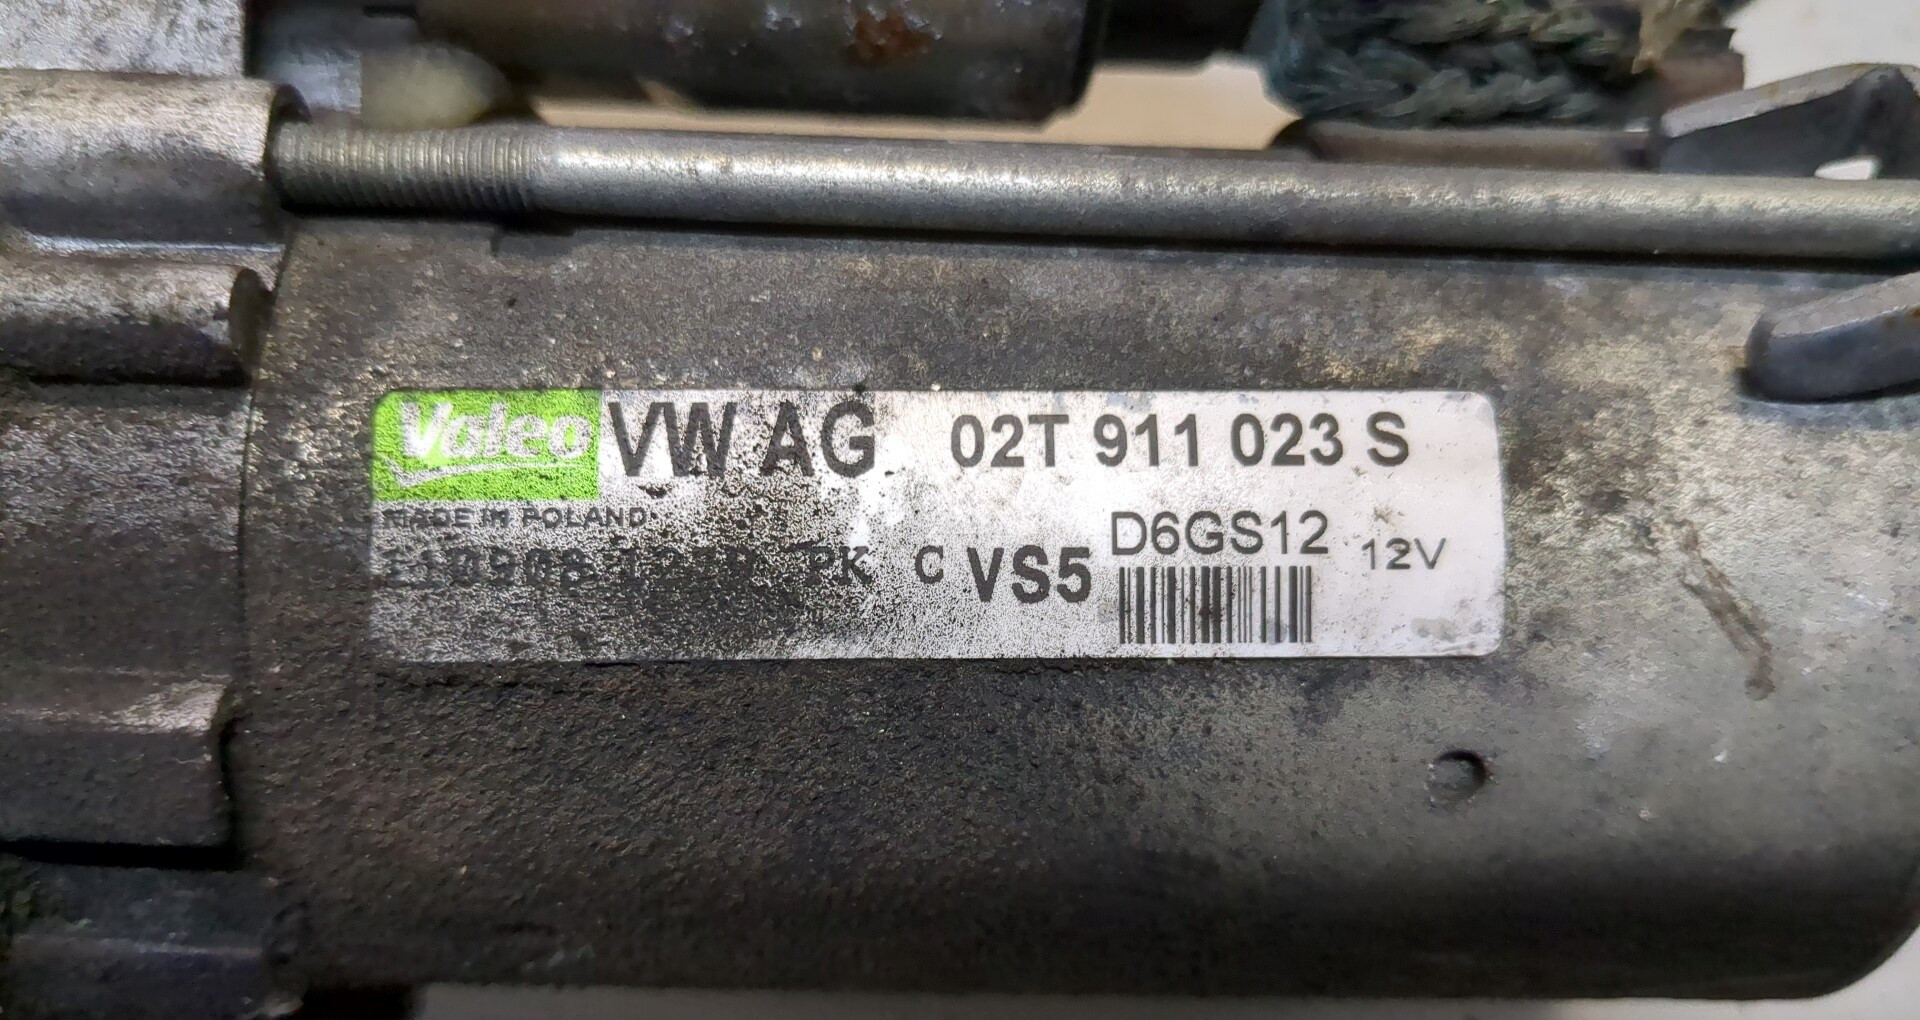 Valeo VW AG 02T 911 023 S
MADE IN POLAND
PK C VS5 D6GS12 12V